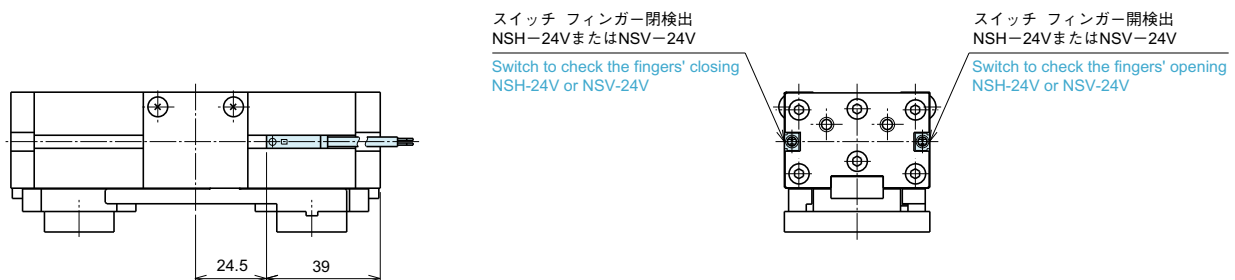 スイッチ フィンガー閉検出
NSH−24VまたはNSV−24V
Switch to check the fingers' closing
NSH-24V or NSV-24V
スイッチ フィンガー開検出
NSH−24VまたはNSV−24V
Switch to check the fingers' opening
NSH-24V or NSV-24V
24.5
39